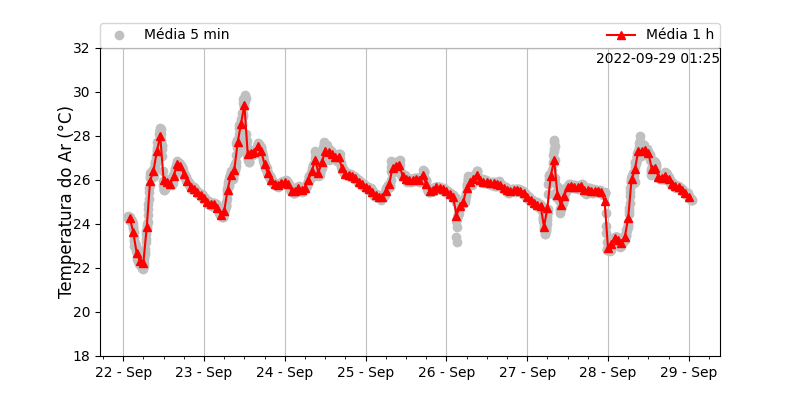 Média 5 min
Média 1 h
2022-09-29 01:25
Temperatura do Ar (°C)
32
30
28
26
24
22
20
18
22 - Sep
23 - Sep
24 - Sep
25 - Sep
26 - Sep
27 - Sep
28 - Sep
29 - Sep